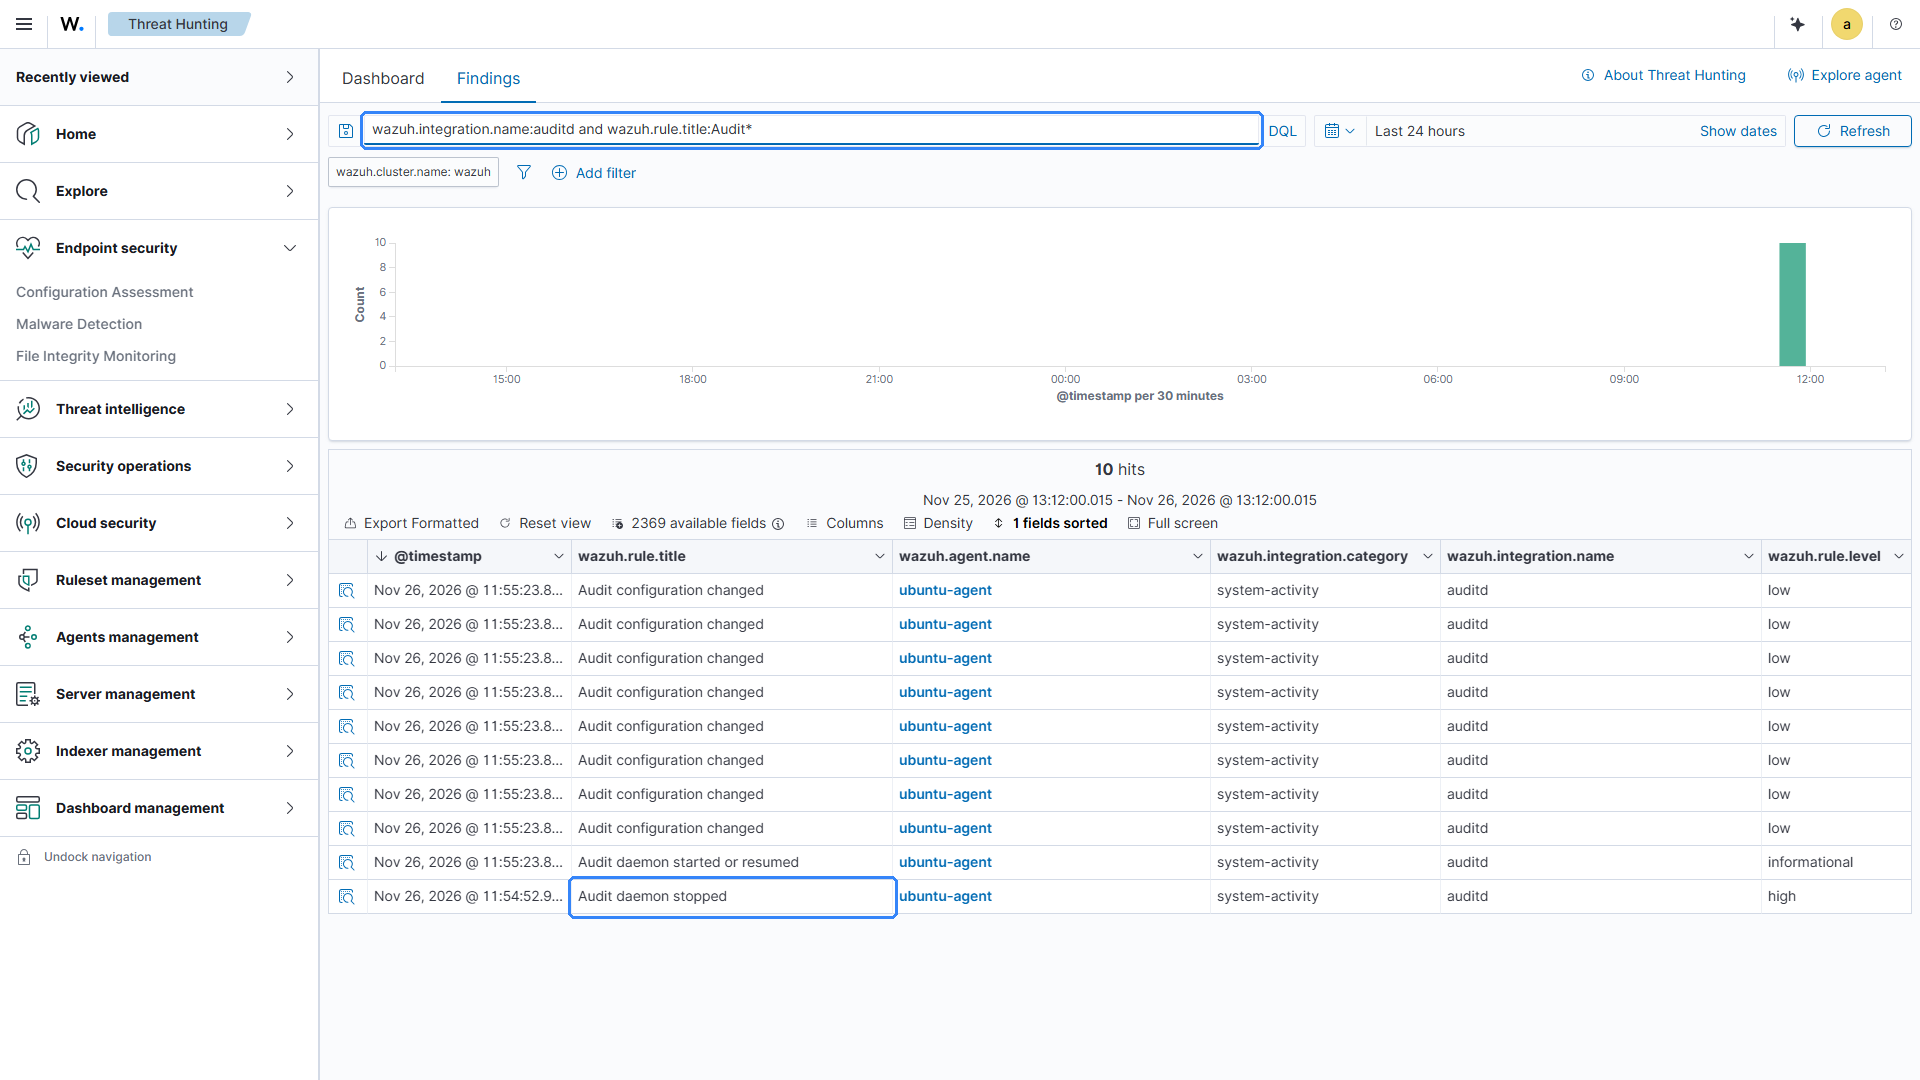 W. Threat Hunting a
Recently viewed
Home
Explore
Endpoint security
Configuration Assessment
Malware Detection
File Integrity Monitoring
Threat intelligence
Security operations
Cloud security
Ruleset management
Agents management
Server management
Indexer management
Dashboard management
Undock navigation
Dashboard Findings About Threat Hunting Explore agent
wazuh.integration.name:auditd and wazuh.rule.title:Audit* DQL Last 24 hours Show dates Refresh
wazuh.cluster.name: wazuh Add filter
Count
10
8
6
4
2
0
15:00 18:00 21:00 00:00 03:00 06:00 09:00 12:00
@timestamp per 30 minutes
10 hits
Nov 25, 2026 @ 13:12:00.015 - Nov 26, 2026 @ 13:12:00.015
Export Formatted Reset view 2369 available fields Columns Density 1 fields sorted Full screen
@timestamp wazuh.rule.title wazuh.agent.name wazuh.integration.category wazuh.integration.name wazuh.rule.level
Nov 26, 2026 @ 11:55:23.8... Audit configuration changed ubuntu-agent system-activity auditd low
Nov 26, 2026 @ 11:55:23.8... Audit configuration changed ubuntu-agent system-activity auditd low
Nov 26, 2026 @ 11:55:23.8... Audit configuration changed ubuntu-agent system-activity auditd low
Nov 26, 2026 @ 11:55:23.8... Audit configuration changed ubuntu-agent system-activity auditd low
Nov 26, 2026 @ 11:55:23.8... Audit configuration changed ubuntu-agent system-activity auditd low
Nov 26, 2026 @ 11:55:23.8... Audit configuration changed ubuntu-agent system-activity auditd low
Nov 26, 2026 @ 11:55:23.8... Audit configuration changed ubuntu-agent system-activity auditd low
Nov 26, 2026 @ 11:55:23.8... Audit configuration changed ubuntu-agent system-activity auditd low
Nov 26, 2026 @ 11:55:23.8... Audit daemon started or resumed ubuntu-agent system-activity auditd informational
Nov 26, 2026 @ 11:54:52.9... Audit daemon stopped ubuntu-agent system-activity auditd high